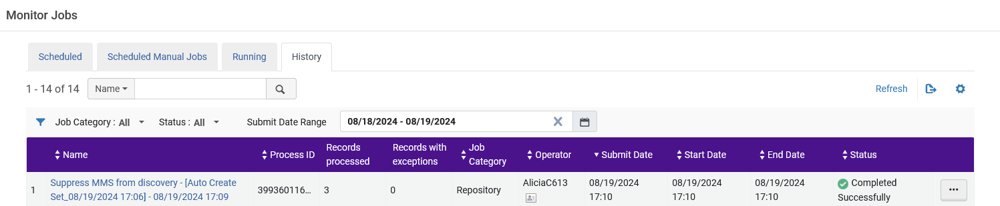 Monitor Jobs
Scheduled Scheduled Manual Jobs Running History
1 - 14 of 14 Name Refresh
Job Category : All Status : All Submit Date Range 08/18/2024 - 08/19/2024
Name Process ID Records processed Records with exceptions Job Category Operator Submit Date Start Date End Date Status
1 Suppress MMS from discovery - [Auto Create Set_08/19/2024 17:06] - 08/19/2024 17:09 399360116... 3 0 Repository AliciaC613 08/19/2024 17:10 08/19/2024 17:10 08/19/2024 17:10 Completed Successfully